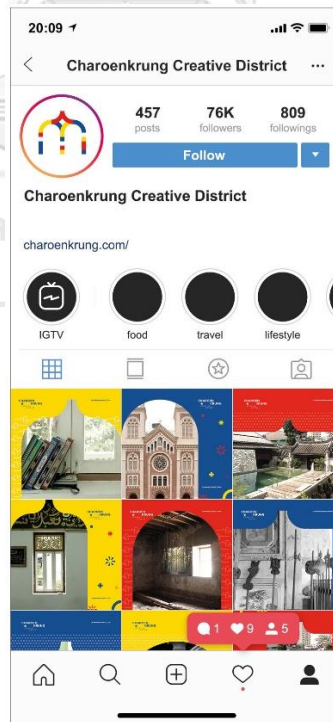 20:09
Charoenkrung Creative District
457 76K 809
posts followers followings
Follow
Charoenkrung Creative District
charoenkrung.com/
IGTV food travel lifestyle
1 9 5